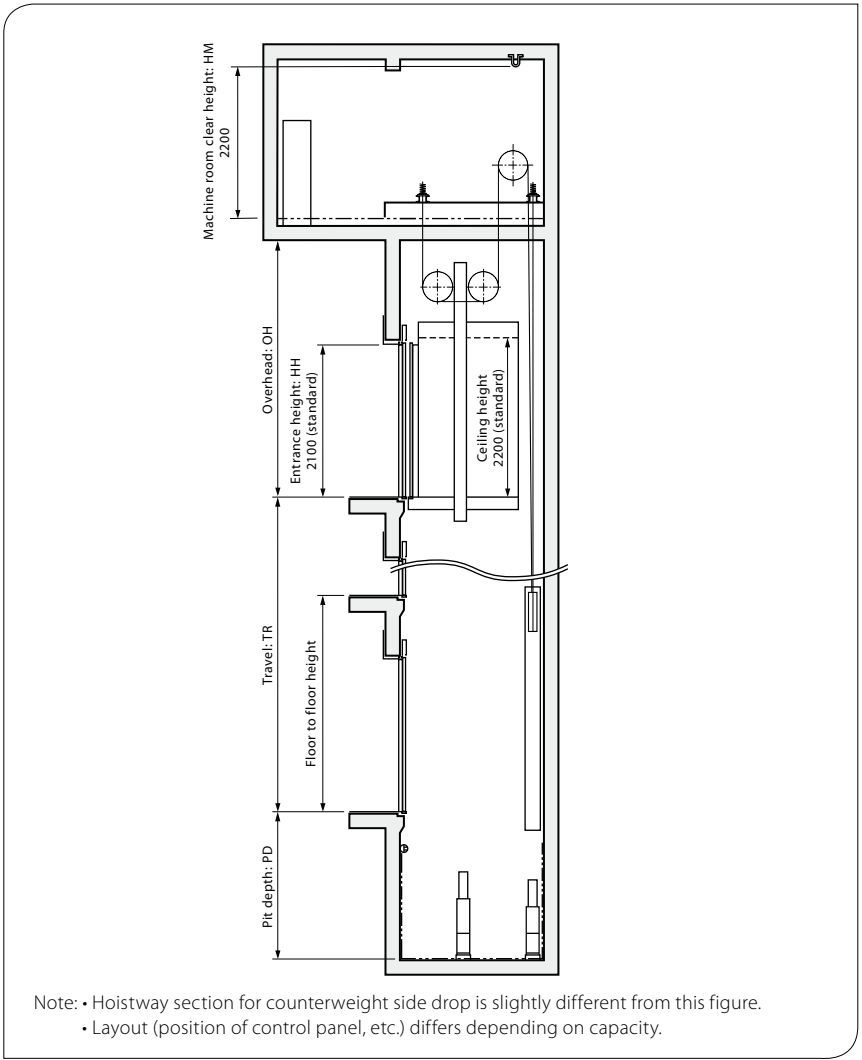 Machine room clear height: HM
2200
Overhead: OH
Entrance height: HH
2100 (standard)
Ceiling height
2200 (standard)
Travel: TR
Floor to floor height
Pit depth: PD
Note: • Hoistway section for counterweight side drop is slightly different from this figure.
• Layout (position of control panel, etc.) differs depending on capacity.